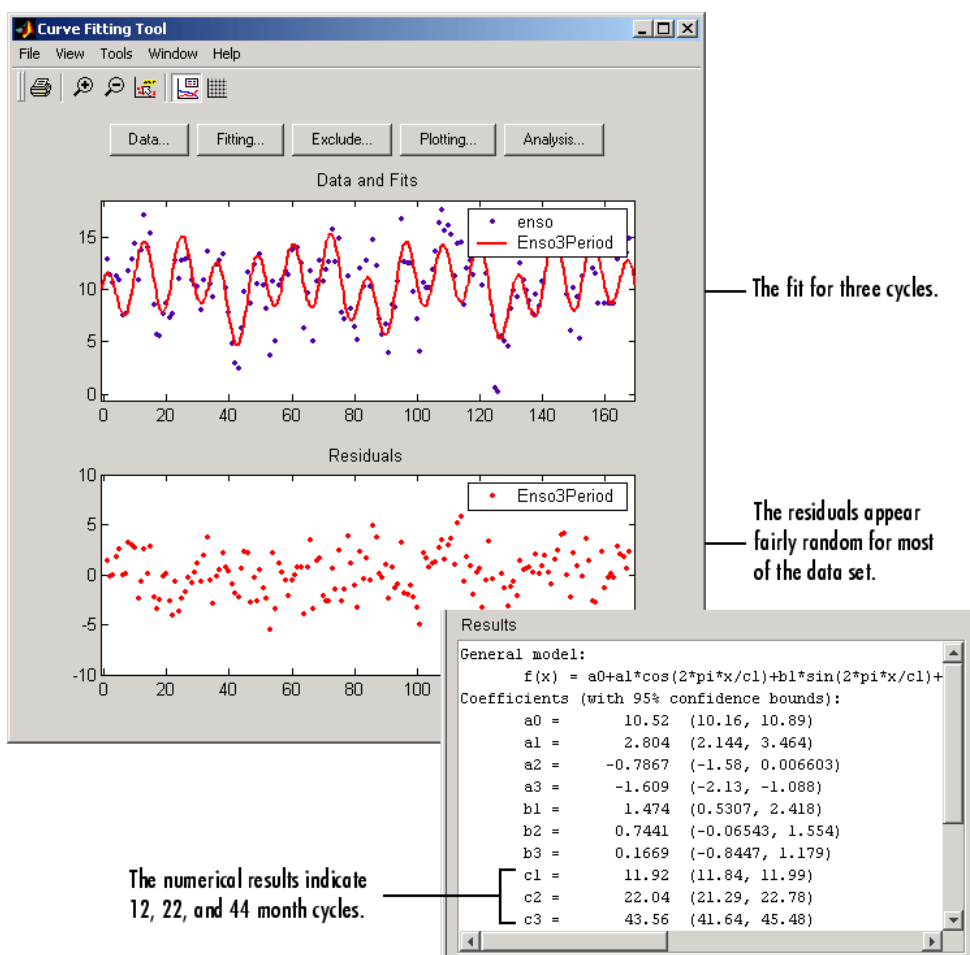 Curve Fitting Tool
File View Tools Window Help
Data... Fitting... Exclude... Plotting... Analysis...
Data and Fits
enso
Enso3Period
15
10
5
0
0 20 40 60 80 100 120 140 160
The fit for three cycles.
Residuals
Enso3Period
10
5
0
-5
-10
0 20 40 60 80 100
The residuals appear
fairly random for most
of the data set.
Results
General model:
f(x) = a0+a1*cos(2*pi*x/c1)+b1*sin(2*pi*x/c1)+
Coefficients (with 95% confidence bounds):
a0 = 10.52 (10.16, 10.89)
a1 = 2.804 (2.144, 3.464)
a2 = -0.7867 (-1.58, 0.006603)
a3 = -1.609 (-2.13, -1.088)
b1 = 1.474 (0.5307, 2.418)
b2 = 0.7441 (-0.06543, 1.554)
b3 = 0.1669 (-0.8447, 1.179)
c1 = 11.92 (11.84, 11.99)
c2 = 22.04 (21.29, 22.78)
c3 = 43.56 (41.64, 45.48)
The numerical results indicate
12, 22, and 44 month cycles.